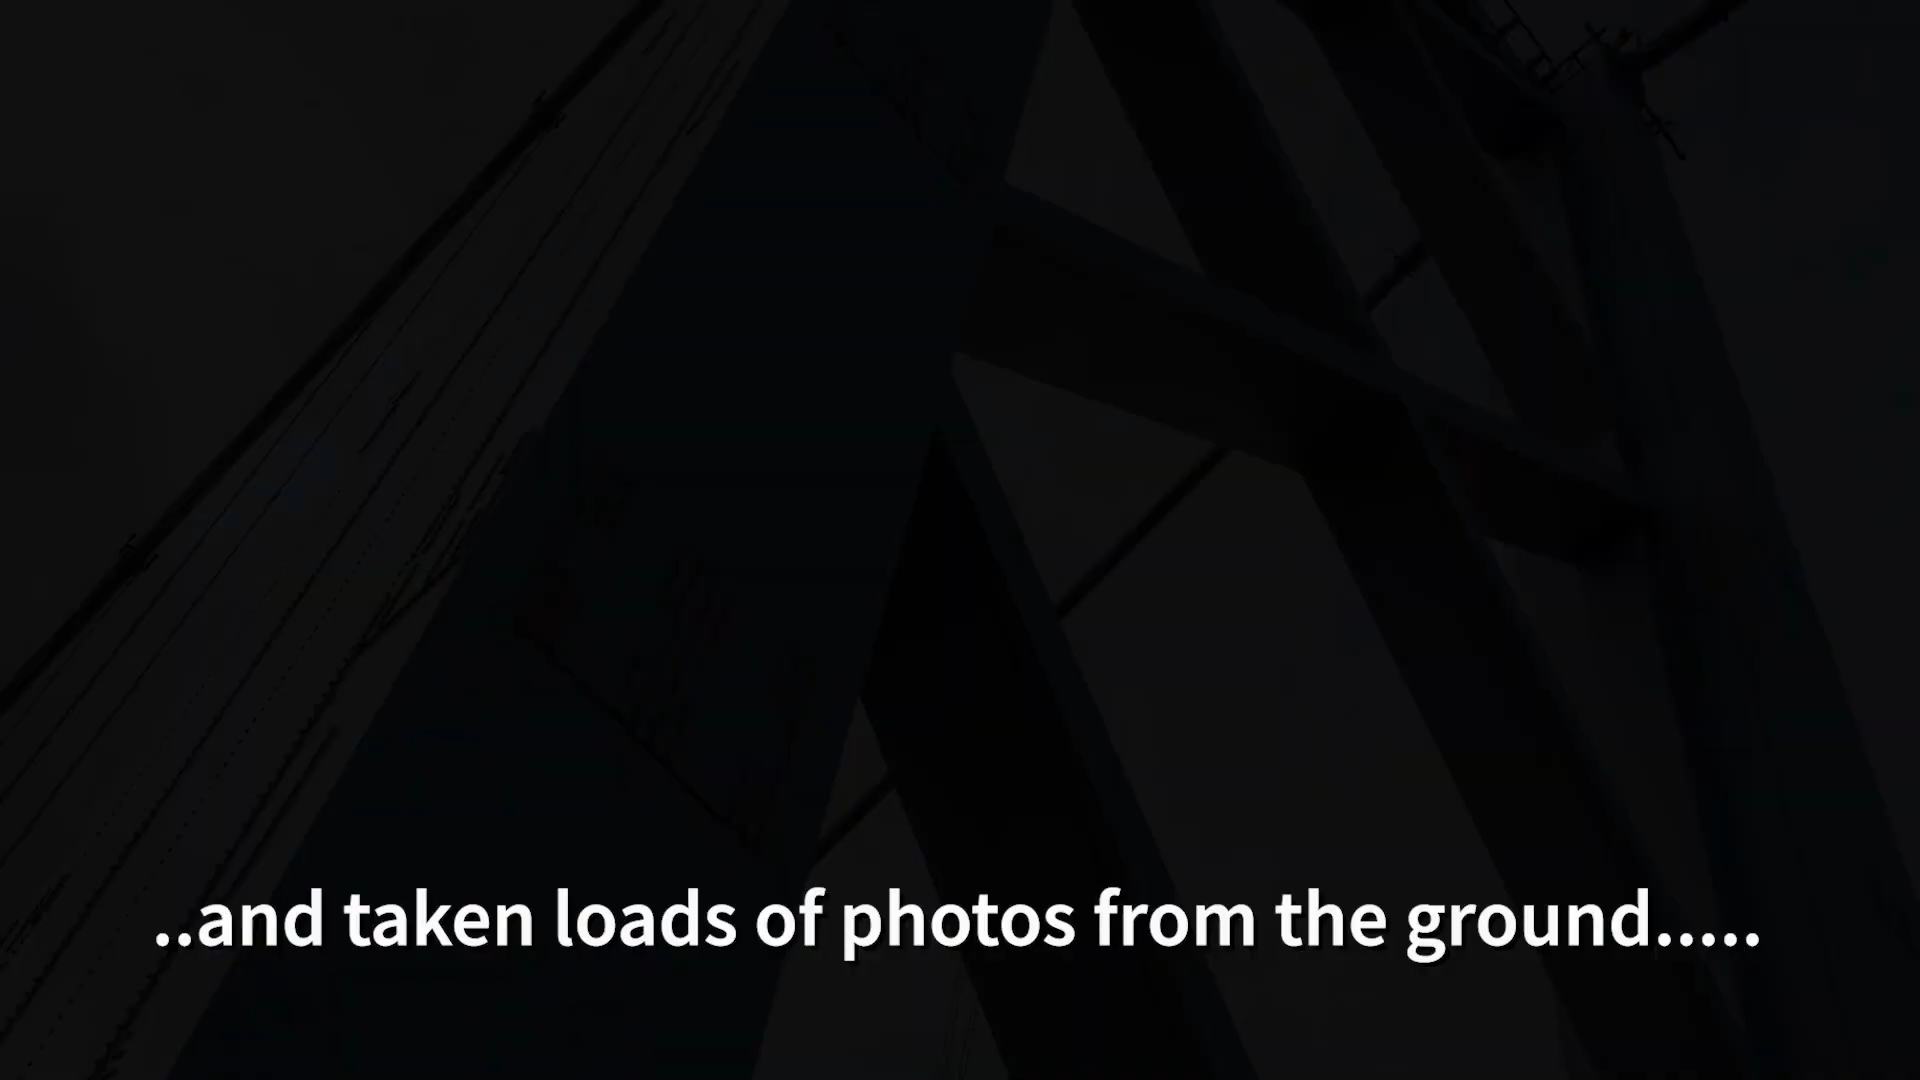 ..and taken loads of photos from the ground.....